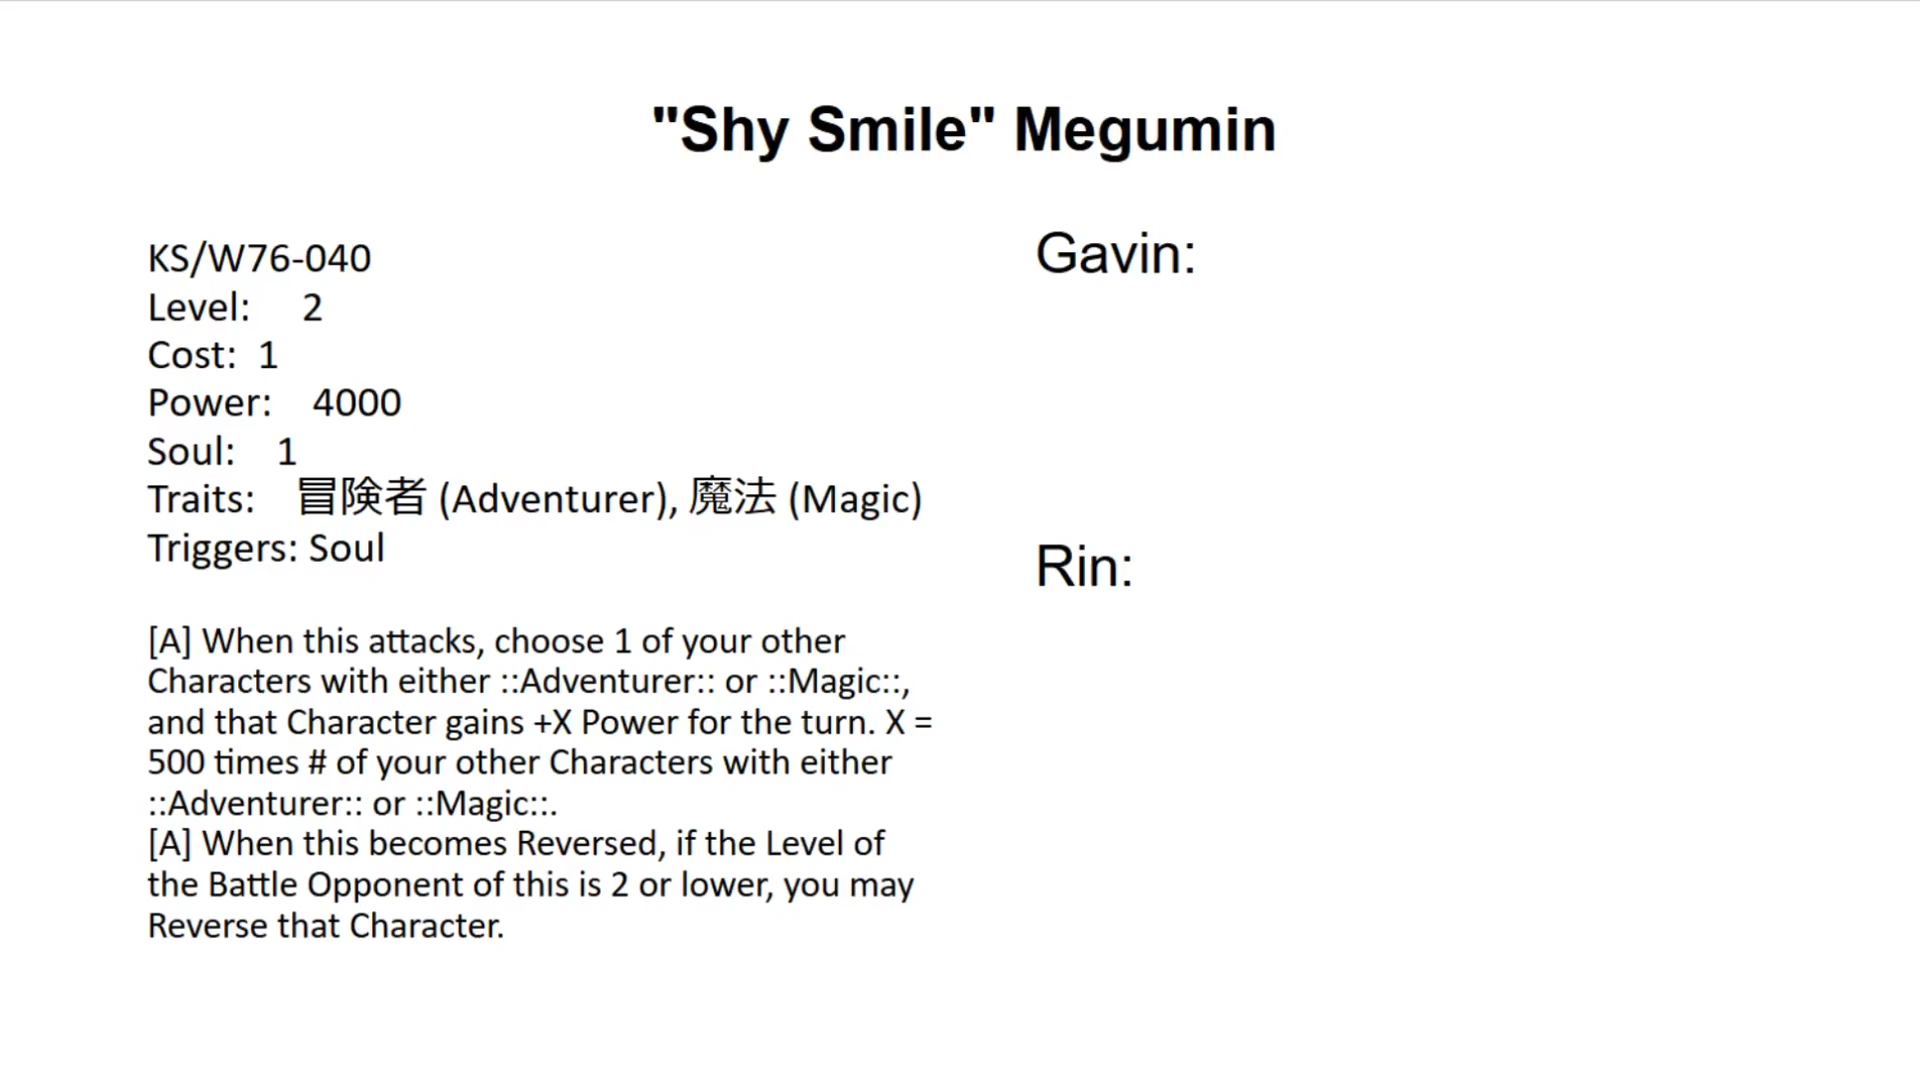 "Shy Smile" Megumin
KS/W76-040
Level: 2
Cost: 1
Power: 4000
Soul: 1
Traits: 冒険者 (Adventurer), 魔法 (Magic)
Triggers: Soul
[A] When this attacks, choose 1 of your other
Characters with either ::Adventurer:: or ::Magic::,
and that Character gains +X Power for the turn. X =
500 times # of your other Characters with either
::Adventurer:: or ::Magic::.
[A] When this becomes Reversed, if the Level of
the Battle Opponent of this is 2 or lower, you may
Reverse that Character.
Gavin:
Rin: